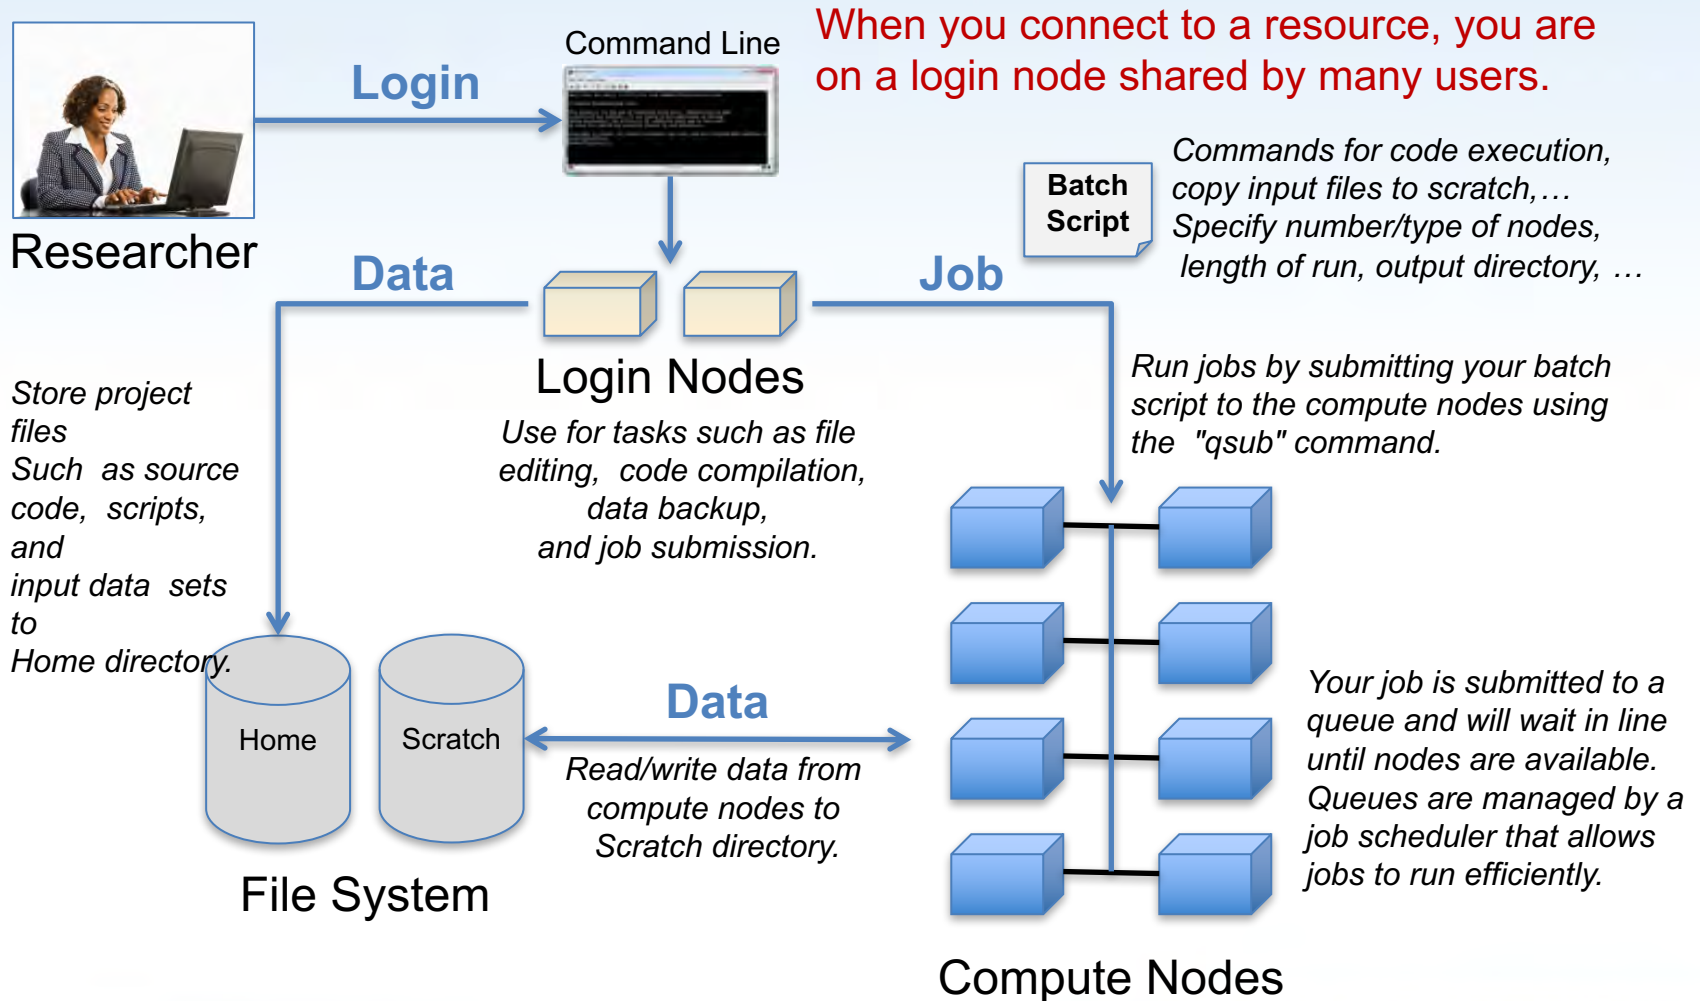 Command Line
When you connect to a resource, you are
on a login node shared by many users.
Login
Researcher
Batch
Script
Commands for code execution,
copy input files to scratch,…
Specify number/type of nodes,
length of run, output directory, …
Data
Job
Login Nodes
Use for tasks such as file
editing, code compilation,
data backup,
and job submission.
Run jobs by submitting your batch
script to the compute nodes using
the "qsub" command.
Store project
files
Such as source
code, scripts,
and
input data sets
to
Home directory.
Home
Scratch
File System
Data
Read/write data from
compute nodes to
Scratch directory.
Your job is submitted to a
queue and will wait in line
until nodes are available.
Queues are managed by a
job scheduler that allows
jobs to run efficiently.
Compute Nodes